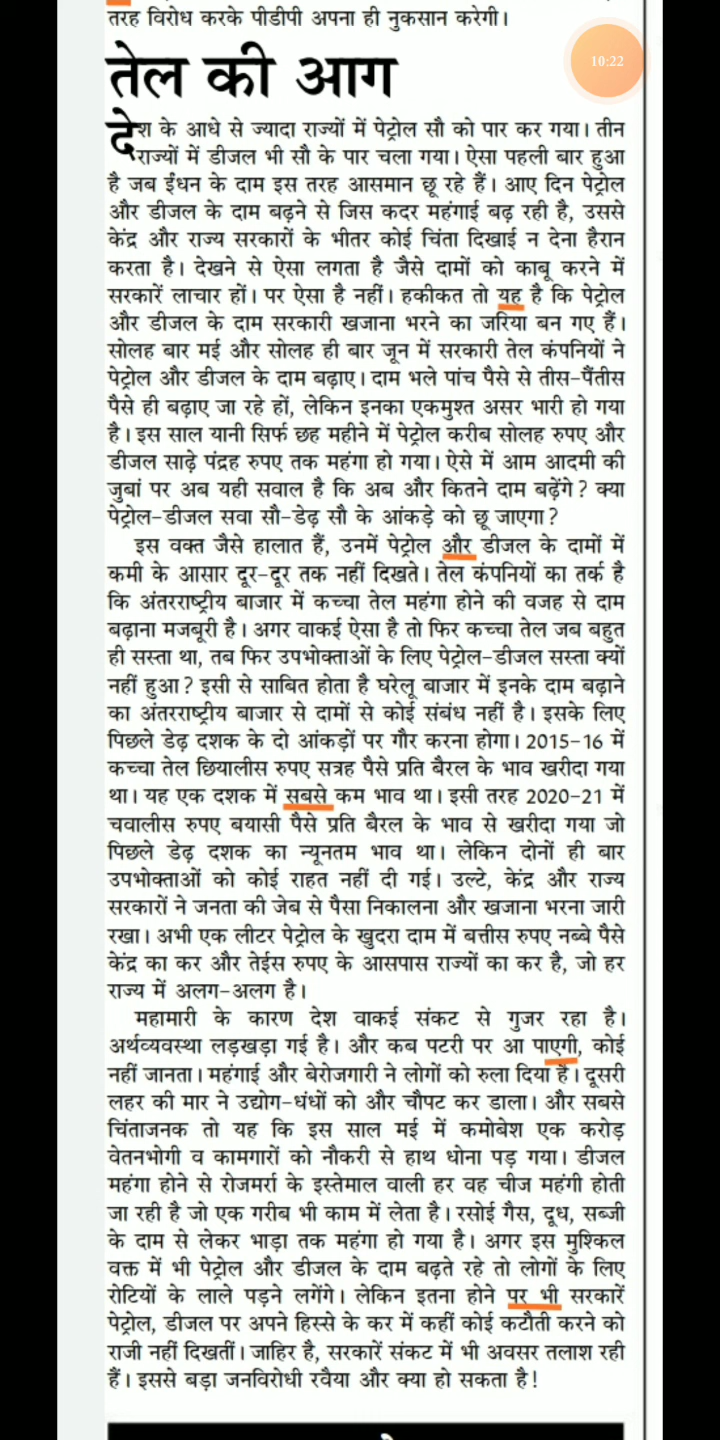 तरह विरोध करके पीडीपी अपना ही नुकसान करेगी।
10:22
तेल की आग
देश के आधे से ज्यादा राज्यों में पेट्रोल सौ को पार कर गया। तीन
राज्यों में डीजल भी सौ के पार चला गया। ऐसा पहली बार हुआ
है जब ईंधन के दाम इस तरह आसमान छू रहे हैं। आए दिन पेट्रोल
और डीजल के दाम बढ़ने से जिस कदर महंगाई बढ़ रही है, उससे
केंद्र और राज्य सरकारों के भीतर कोई चिंता दिखाई न देना हैरान
करता है। देखने से ऐसा लगता है जैसे दामों को काबू करने में
सरकारें लाचार हों। पर ऐसा है नहीं। हकीकत तो यह है कि पेट्रोल
और डीजल के दाम सरकारी खजाना भरने का जरिया बन गए हैं।
सोलह बार मई और सोलह ही बार जून में सरकारी तेल कंपनियों ने
पेट्रोल और डीजल के दाम बढ़ाए। दाम भले पांच पैसे से तीस-पैंतीस
पैसे ही बढ़ाए जा रहे हों, लेकिन इनका एकमुश्त असर भारी हो गया
है। इस साल यानी सिर्फ छह महीने में पेट्रोल करीब सोलह रुपए और
डीजल साढ़े पंद्रह रुपए तक महंगा हो गया। ऐसे में आम आदमी की
जुबां पर अब यही सवाल है कि अब और कितने दाम बढ़ेंगे? क्या
पेट्रोल-डीजल सवा सौ-डेढ़ सौ के आंकड़े को छू जाएगा?
इस वक्त जैसे हालात हैं, उनमें पेट्रोल और डीजल के दामों में
कमी के आसार दूर-दूर तक नहीं दिखते। तेल कंपनियों का तर्क है
कि अंतरराष्ट्रीय बाजार में कच्चा तेल महंगा होने की वजह से दाम
बढ़ाना मजबूरी है। अगर वाकई ऐसा है तो फिर कच्चा तेल जब बहुत
ही सस्ता था, तब फिर उपभोक्ताओं के लिए पेट्रोल-डीजल सस्ता क्यों
नहीं हुआ? इसी से साबित होता है घरेलू बाजार में इनके दाम बढ़ाने
का अंतरराष्ट्रीय बाजार से दामों से कोई संबंध नहीं है। इसके लिए
पिछले डेढ़ दशक के दो आंकड़ों पर गौर करना होगा। 2015-16 में
कच्चा तेल छियालीस रुपए सत्रह पैसे प्रति बैरल के भाव खरीदा गया
था। यह एक दशक में सबसे कम भाव था। इसी तरह 2020-21 में
चवालीस रुपए बयासी पैसे प्रति बैरल के भाव से खरीदा गया जो
पिछले डेढ़ दशक का न्यूनतम भाव था। लेकिन दोनों ही बार
उपभोक्ताओं को कोई राहत नहीं दी गई। उल्टे, केंद्र और राज्य
सरकारों ने जनता की जेब से पैसा निकालना और खजाना भरना जारी
रखा। अभी एक लीटर पेट्रोल के खुदरा दाम में बत्तीस रुपए नब्बे पैसे
केंद्र का कर और तेईस रुपए के आसपास राज्यों का कर है, जो हर
राज्य में अलग-अलग है।
महामारी के कारण देश वाकई संकट से गुजर रहा है।
अर्थव्यवस्था लड़खड़ा गई है। और कब पटरी पर आ पाएगी, कोई
नहीं जानता। महंगाई और बेरोजगारी ने लोगों को रुला दिया है। दूसरी
लहर की मार ने उद्योग-धंधों को और चौपट कर डाला। और सबसे
चिंताजनक तो यह कि इस साल मई में कमोबेश एक करोड़
वेतनभोगी व कामगारों को नौकरी से हाथ धोना पड़ गया। डीजल
महंगा होने से रोजमर्रा के इस्तेमाल वाली हर वह चीज महंगी होती
जा रही है जो एक गरीब भी काम में लेता है। रसोई गैस, दूध, सब्जी
के दाम से लेकर भाड़ा तक महंगा हो गया है। अगर इस मुश्किल
वक्त में भी पेट्रोल और डीजल के दाम बढ़ते रहे तो लोगों के लिए
रोटियों के लाले पड़ने लगेंगे। लेकिन इतना होने पर भी सरकारें
पेट्रोल, डीजल पर अपने हिस्से के कर में कहीं कोई कटौती करने को
राजी नहीं दिखतीं। जाहिर है, सरकारें संकट में भी अवसर तलाश रही
हैं। इससे बड़ा जनविरोधी रवैया और क्या हो सकता है!